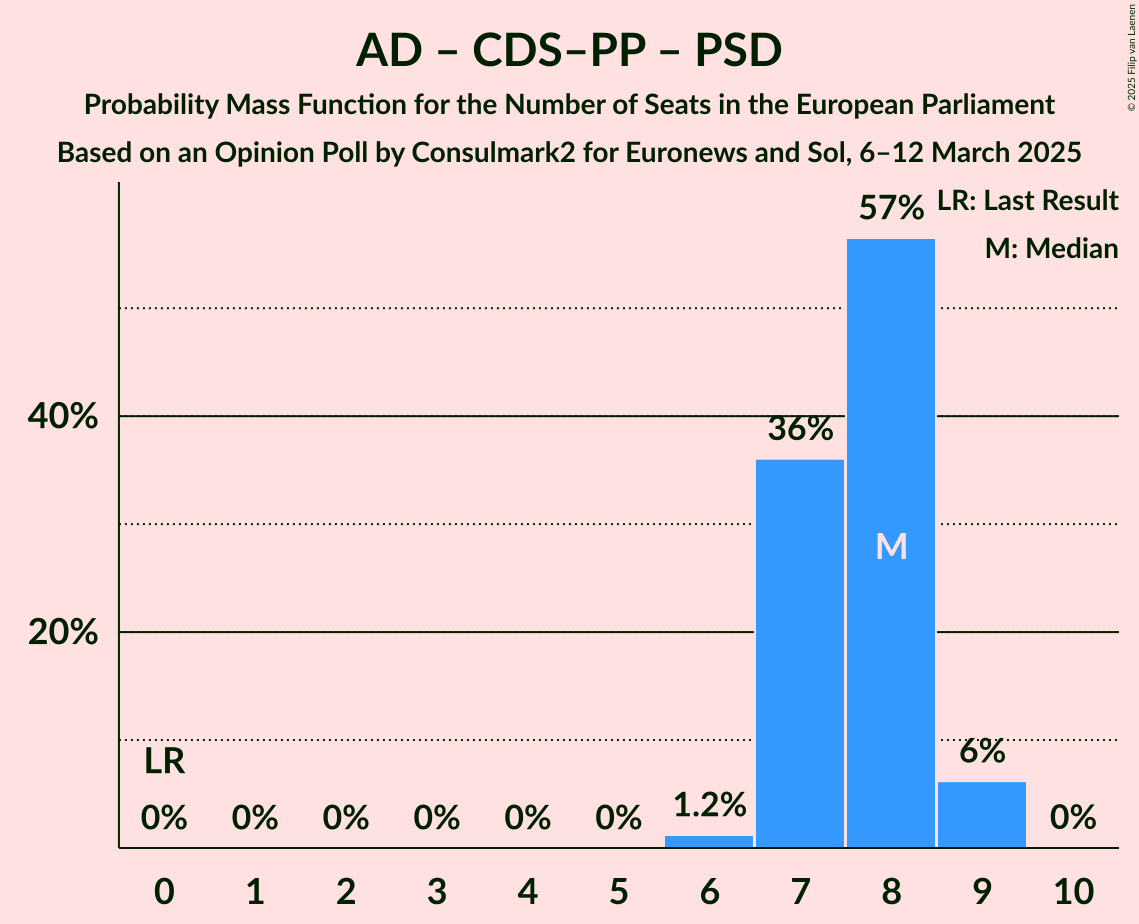 AD – CDS–PP – PSD
Probability Mass Function for the Number of Seats in the European Parliament
Based on an Opinion Poll by Consulmark2 for Euronews and Sol, 6–12 March 2025
© 2025 Filip van Laenen
LR: Last Result
M: Median
57%
40%
36%
M
20%
LR
6%
1.2%
0% 0% 0% 0% 0% 0% 0%
0 1 2 3 4 5 6 7 8 9 10